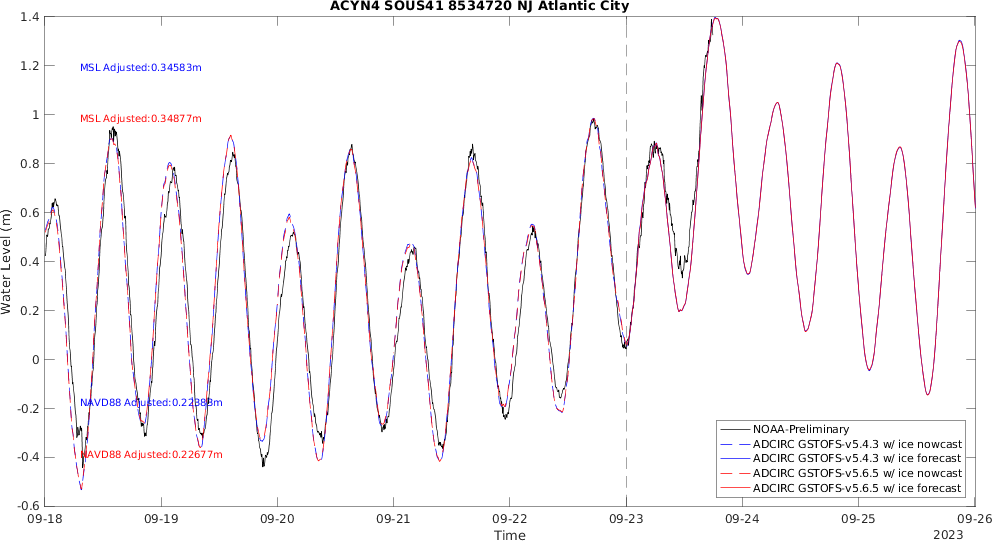 ACYN4 SOUS41 8534720 NJ Atlantic City
1.4
1.2
1
0.8
0.6
0.4
0.2
0
-0.2
-0.4
-0.6
Water Level (m)
MSL Adjusted:0.34583m
MSL Adjusted:0.34877m
NAVD88 Adjusted:0.22383m
NAVD88 Adjusted:0.22677m
NOAA-Preliminary
ADCIRC GSTOFS-v5.4.3 w/ ice nowcast
ADCIRC GSTOFS-v5.4.3 w/ ice forecast
ADCIRC GSTOFS-v5.6.5 w/ ice nowcast
ADCIRC GSTOFS-v5.6.5 w/ ice forecast
09-18 09-19 09-20 09-21 09-22 09-23 09-24 09-25 09-26
Time
2023